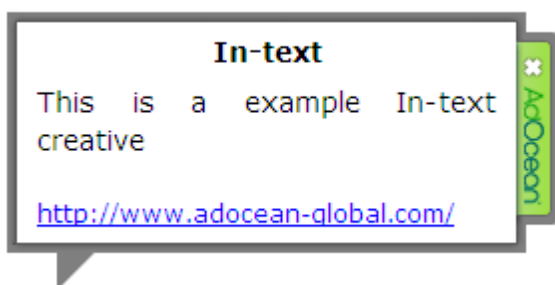 In-text
This is a example In-text
creative
http://www.adocean-global.com/
AdOcean